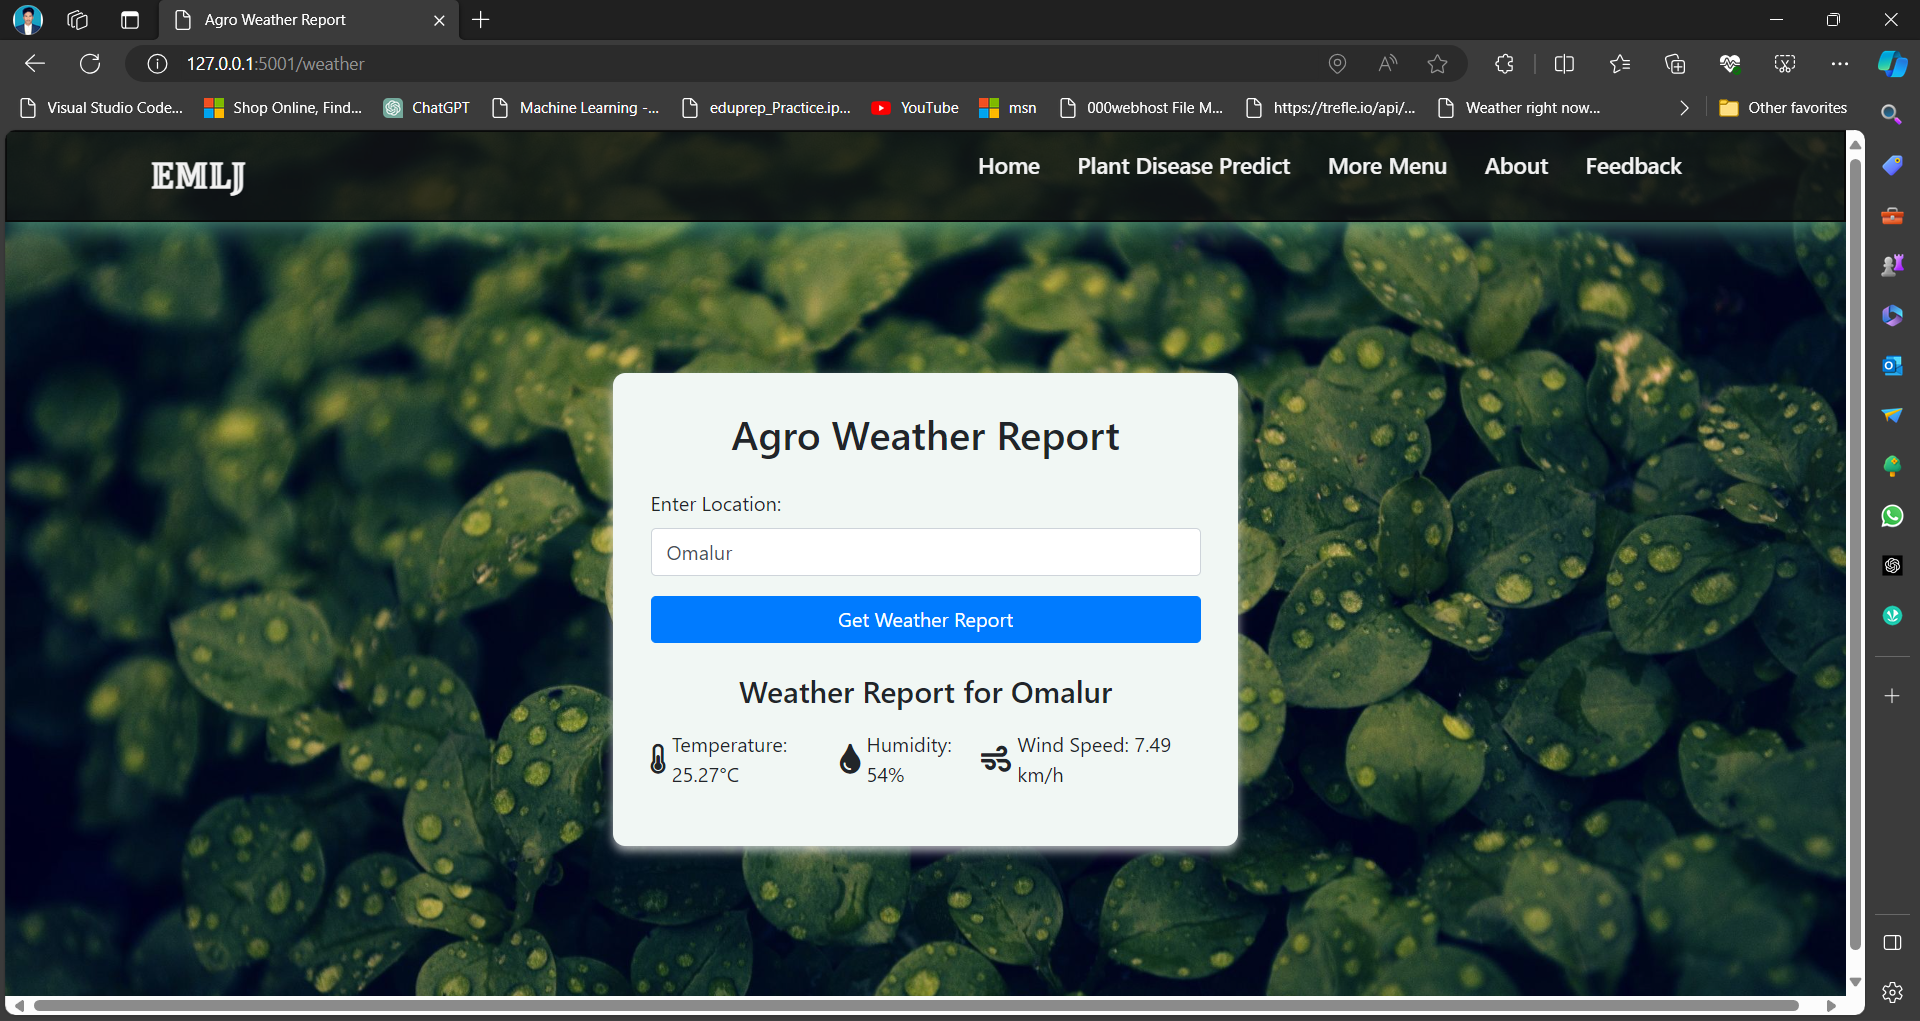 Agro Weather Report
127.0.0.1:5001/weather
Visual Studio Code...
Shop Online, Find...
ChatGPT
Machine Learning -...
eduprep_Practice.ip...
YouTube
msn
000webhost File M...
https://trefle.io/api/...
Weather right now...
Other favorites
EMLJ
Home
Plant Disease Predict
More Menu
About
Feedback
Agro Weather Report
Enter Location:
Omalur
Get Weather Report
Weather Report for Omalur
Temperature:
25.27°C
Humidity:
54%
Wind Speed: 7.49
km/h